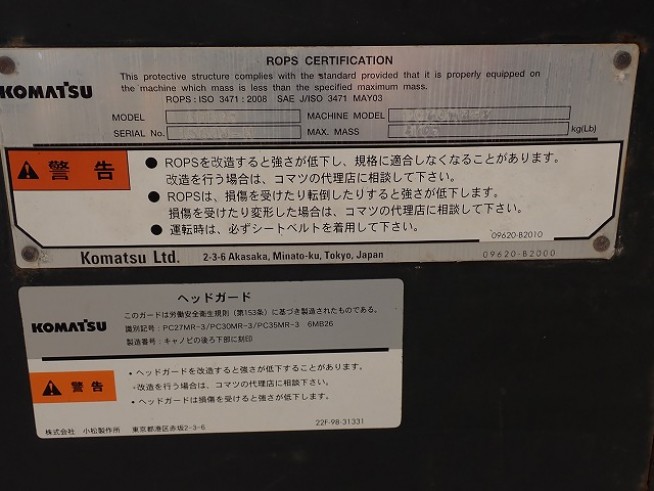 ROPS CERTIFICATION
KOMATSU
This protective structure complies with the standard provided that it is properly equipped on
the machine which mass is less than the specified maximum mass.
ROPS : ISO 3471 : 2008 SAE J/ISO 3471 MAY03
MODEL MACHINE MODEL
SERIAL No. MAX. MASS kg(Lb)
警告
● ROPSを改造すると強さが低下し、規格に適合しなくなることがあります。
改造を行う場合は、コマツの代理店に相談して下さい。
● ROPSは、損傷を受けたり転倒したりすると強さが低下します。
損傷を受けたり変形した場合は、コマツの代理店に相談して下さい。
● 運転時は、必ずシートベルトを着用して下さい。
09620-B2010
Komatsu Ltd. 2-3-6 Akasaka, Minato-ku, Tokyo, Japan 09620-B2000
ヘッドガード
KOMATSU
このガードは労働安全衛生規則（第153条）に基づき製造されたものである。
識別記号：PC27MR-3/PC30MR-3/PC35MR-3 6MB26
製造番号：キャノピの後ろ下部に刻印
警告
• ヘッドガードを改造すると強さが低下することがあります。
改造を行う場合は、コマツの代理店に相談下さい。
• ヘッドガードは損傷を受けると強さが低下します。
株式会社 小松製作所 東京都港区赤坂2-3-6 22F-98-31331